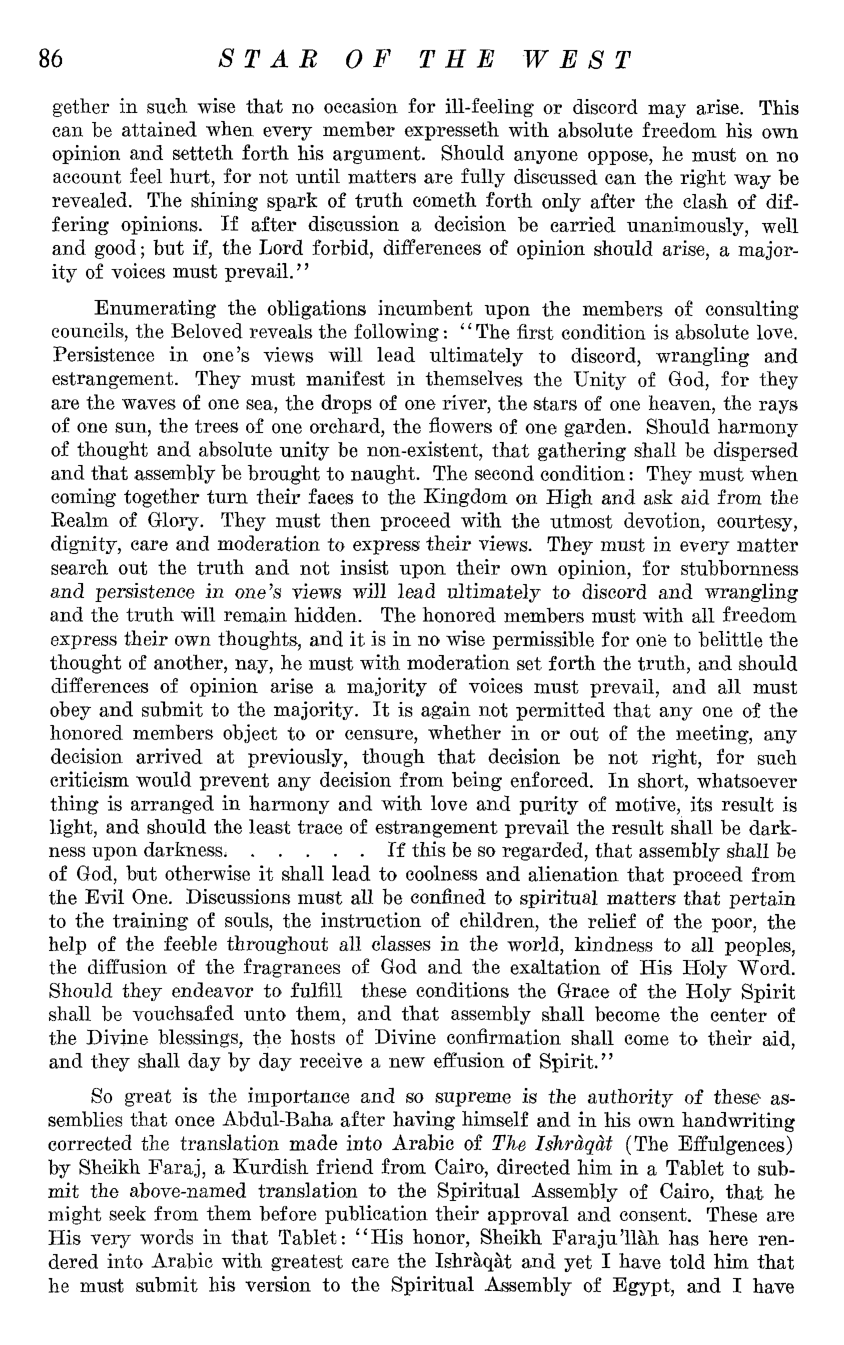 86 STAR OF THE WEST
gether in such wise that no occasion for ill-feeling or discord may arise. This
can be attained when every member expresseth with absolute freedom his own
opinion and setteth forth his argument. Should anyone oppose, he must on no
account feel hurt, for not until matters are fully discussed can the right way be
revealed. The shining spark of truth cometh forth only after the clash of dif-
fering opinions. If after discussion a decision be carried unanimously, well
and good; but if, the Lord forbid, differences of opinion should arise, a major-
ity of voices must prevail.''
Enumerating the obligations incumbent upon the members of consulting
councils, the Beloved reveals the following: ``The first condition is absolute love.
Persistence in one's views will lead ultimately to discord, wrangling and
estrangement. They must manifest in themselves the Unity of God, for they
are the waves of one sea, the drops of one river, the stars of one heaven, the rays
of one sun, the trees of one orchard, the flowers of one garden. Should harmony
of thought and absolute unity be non-existent, that gathering shall be dispersed
and that assembly be brought to naught. The second condition: They must when
coming together turn their faces to the Kingdom on High and ask aid from the
Realm of Glory. They must then proceed with the utmost devotion, courtesy,
dignity, care and moderation to express their views. They must in every matter
search out the truth and not insist upon their own opinion, for stubbornness
and persistence in one's views will lead ultimately to discord and wrangling
and the truth will remain hidden. The honored members must with all freedom
express their own thoughts, and it is in no wise permissible for one to belittle the
thought of another, nay, he must with moderation set forth the truth, and should
differences of opinion arise a majority of voices must prevail, and all must
obey and submit to the majority. It is again not permitted that any one of the
honored members object to or censure, whether in or out of the meeting, any
decision arrived at previously, though that decision be not right, for such
criticism would prevent any decision from being enforced. In short, whatsoever
thing is arranged in harmony and with love and purity of motive, its result is
light, and should the least trace of estrangement prevail the result shall be dark-
ness upon darkness. . . . . . If this be so regarded, that assembly shall be
of God, but otherwise it shall lead to coolness and alienation that proceed from
the Evil One. Discussions must all be confined to spiritual matters that pertain
to the training of souls, the instruction of children, the relief of the poor, the
help of the feeble throughout all classes in the world, kindness to all peoples,
the diffusion of the fragrances of God and the exaltation of His Holy Word.
Should they endeavor to fulfill these conditions the Grace of the Holy Spirit
shall be vouchsafed unto them, and that assembly shall become the center of
the Divine blessings, the hosts of Divine confirmation shall come to their aid,
and they shall day by day receive a new effusion of Spirit.''
So great is the importance and so supreme is the authority of these as-
semblies that once Abdul-Baha after having himself and in his own handwriting
corrected the translation made into Arabic of The Ishràqàt (The Effulgences)
by Sheikh Faraj, a Kurdish friend from Cairo, directed him in a Tablet to sub-
mit the above-named translation to the Spiritual Assembly of Cairo, that he
might seek from them before publication their approval and consent. These are
His very words in that Tablet: ``His honor, Sheikh Faraju'llàh has here ren-
dered into Arabic with greatest care the Ishràqàt and yet I have told him that
he must submit his version to the Spiritual Assembly of Egypt, and I have